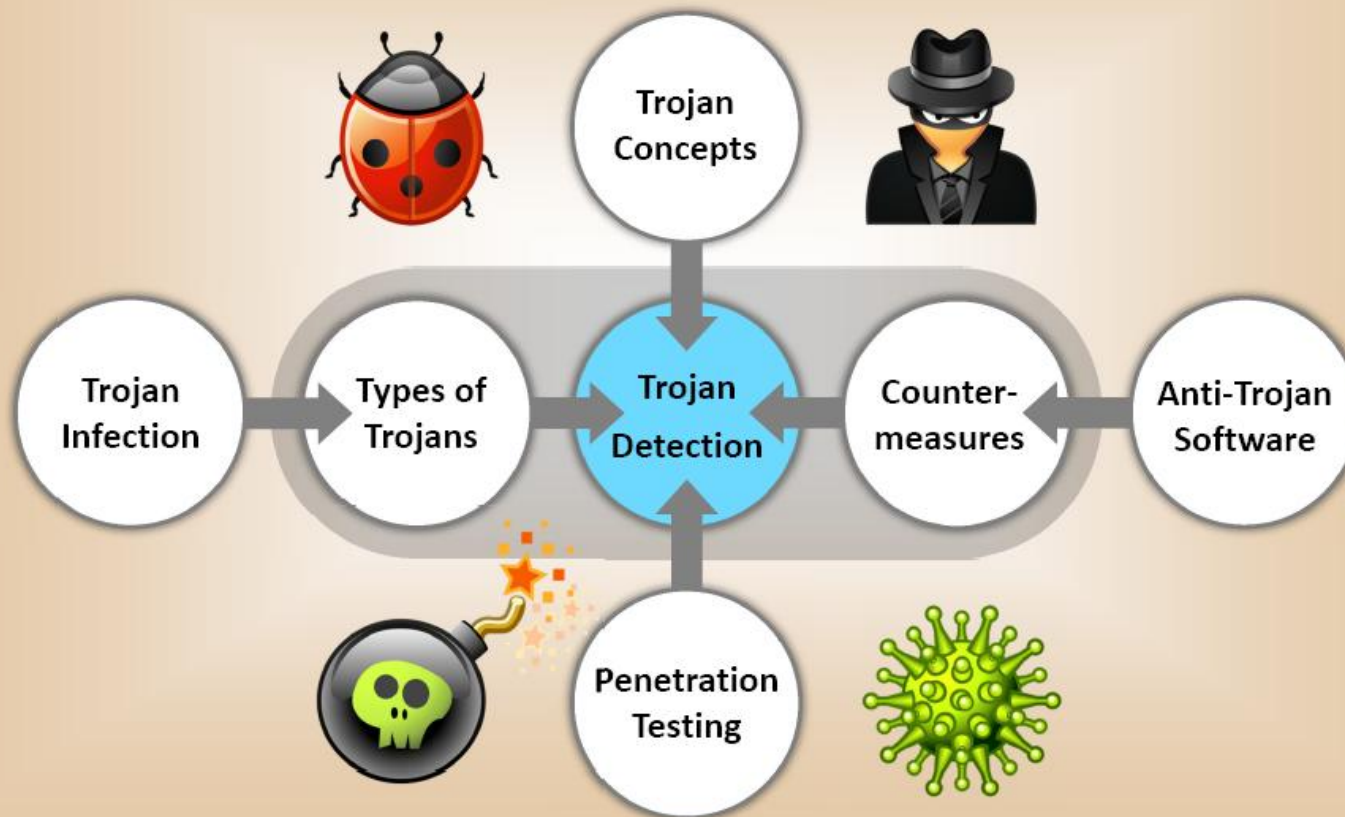 Trojan
Concepts
Trojan
Infection
Types of
Trojans
Trojan
Detection
Counter-
measures
Anti-Trojan
Software
Penetration
Testing